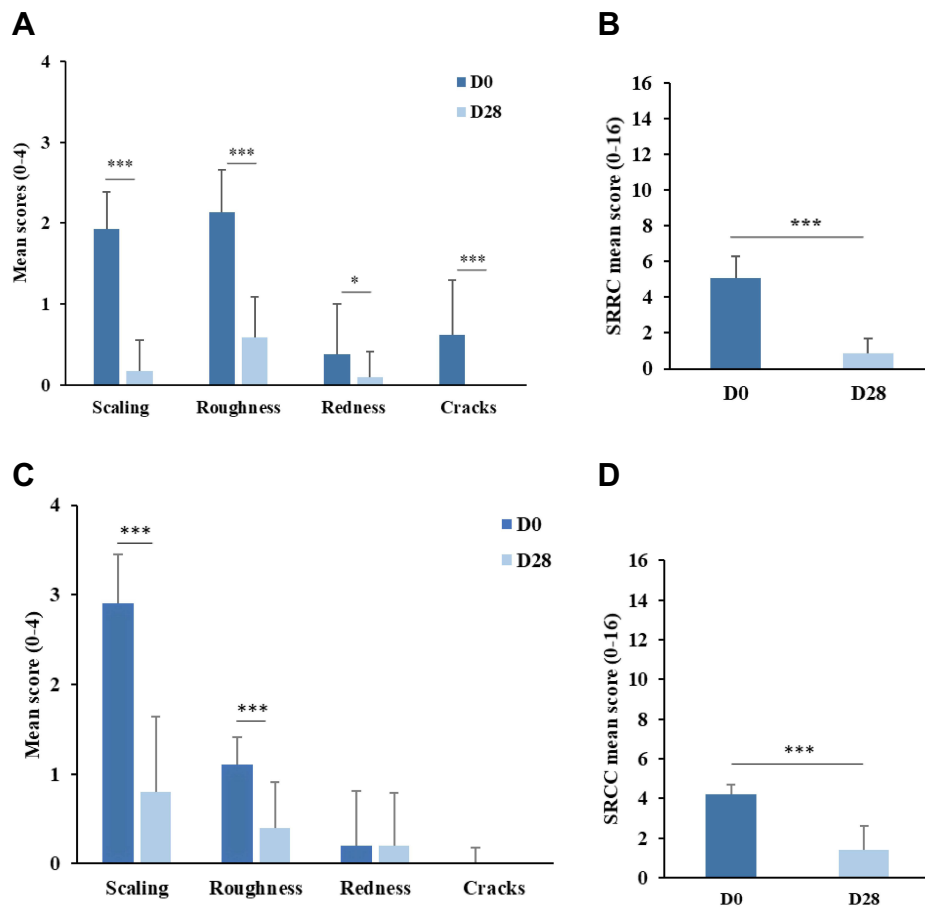 A
Mean scores (0-4)
4
3
2
1
0
D0
D28
***
***
*
***
Scaling
Roughness
Redness
Cracks
B
SRRC mean score (0-16)
16
14
12
10
8
6
4
2
0
***
D0
D28
C
Mean score (0-4)
4
3
2
1
0
D0
D28
***
***
Scaling
Roughness
Redness
Cracks
D
SRCC mean score (0-16)
16
14
12
10
8
6
4
2
0
***
D0
D28